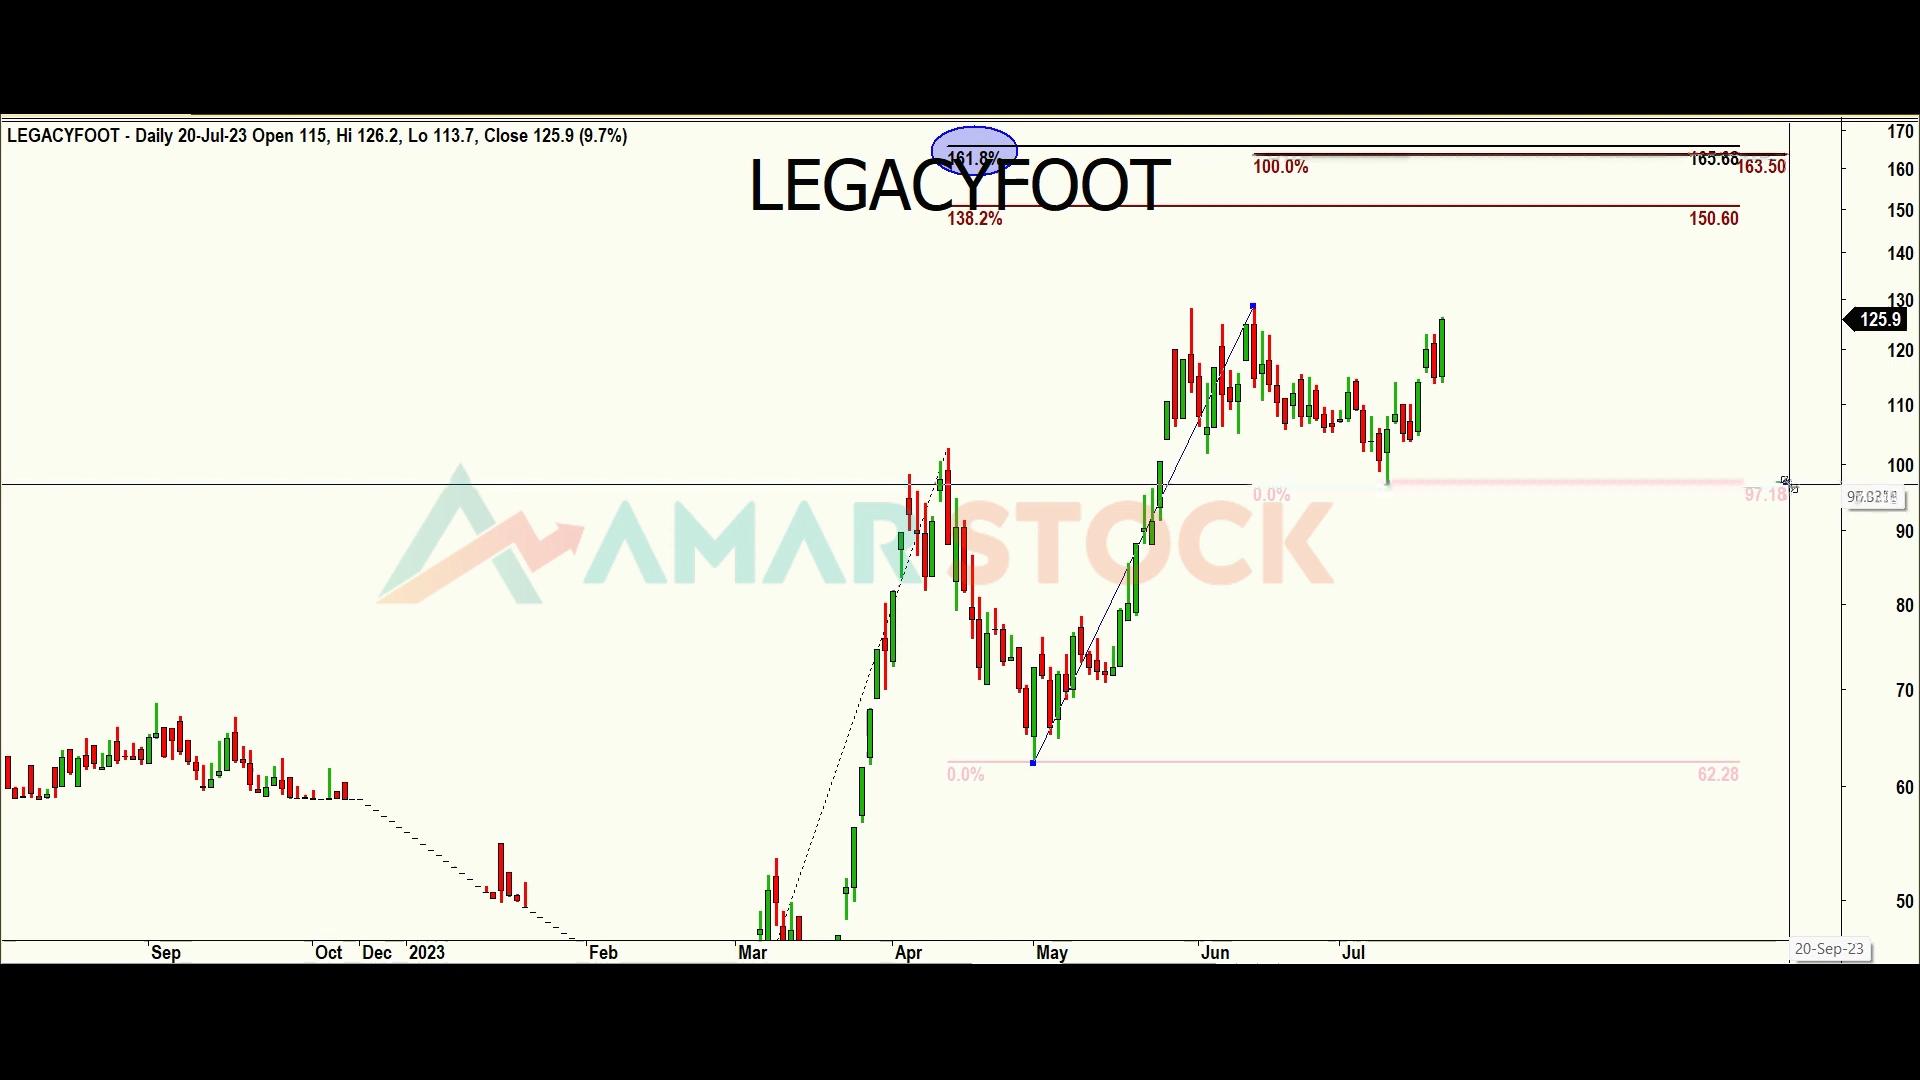 LEGACYFOOT - Daily 20-Jul-23 Open 115, Hi 126.2, Lo 113.7, Close 125.9 (9.7%)
161.8%
165.68
100.0%
163.50
LEGACYFOOT
138.2%
150.60
170
160
150
140
130
125.9
120
110
100
90
80
70
60
50
0.0%
97.18
AMARSTOCK
0.0%
62.28
Sep
Oct
Dec
2023
Feb
Mar
Apr
May
Jun
Jul
20-Sep-23